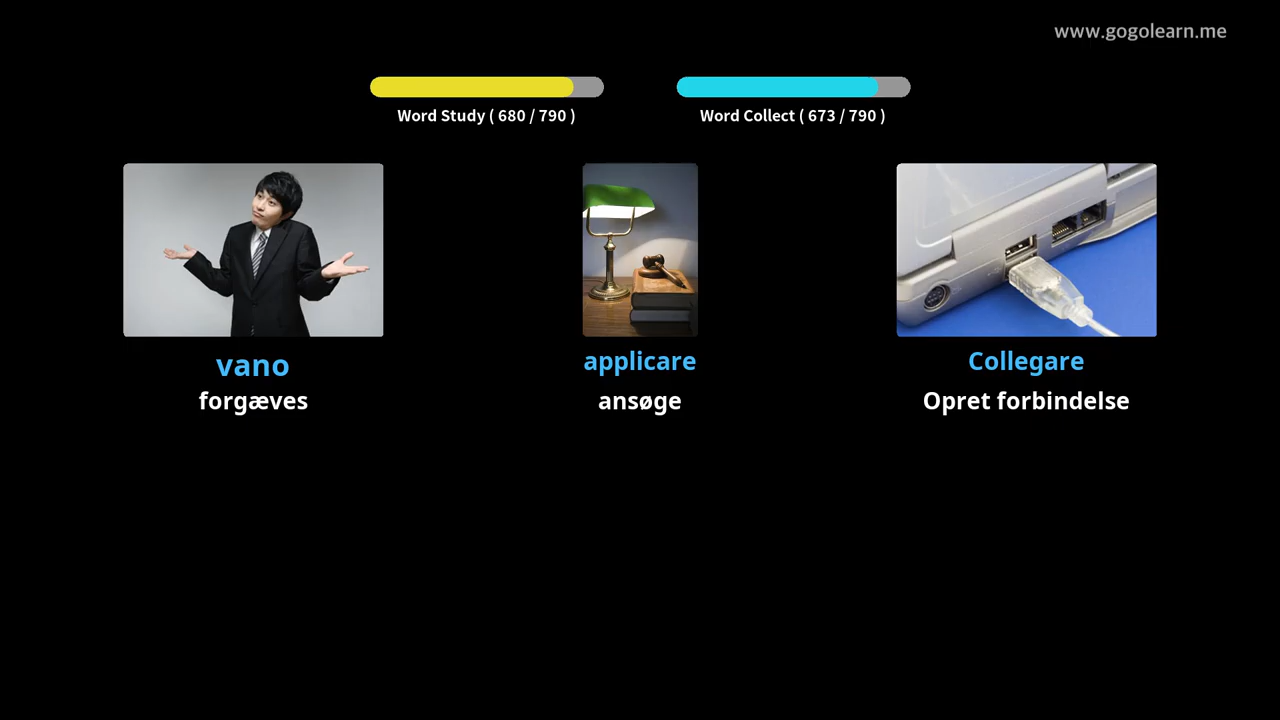 www.gogolearn.me
Word Study ( 680 / 790 )
Word Collect ( 673 / 790 )
vano
applicare
Collegare
forgæves
ansøge
Opret forbindelse